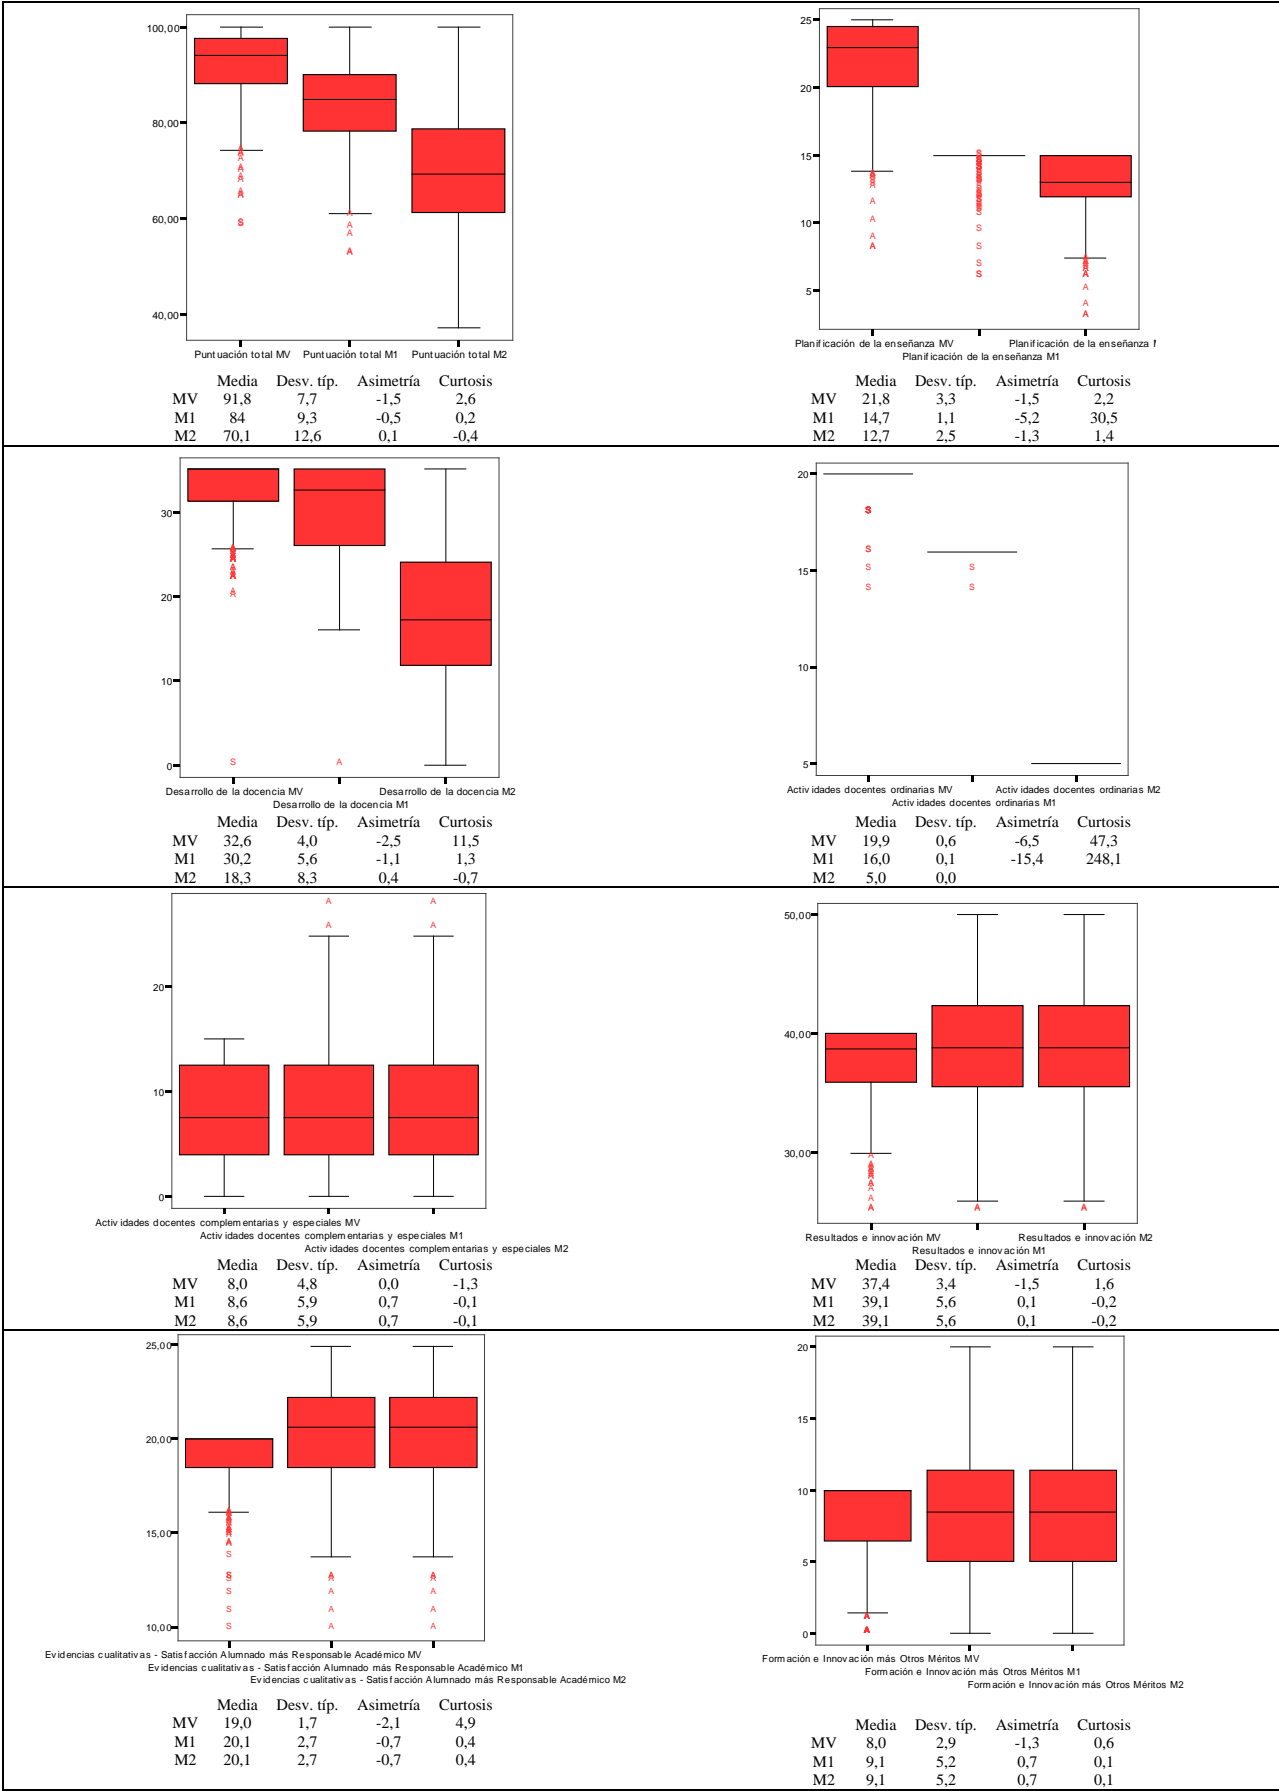 100,00
80,00
60,00
40,00
Puntuación total MV Puntuación total M1 Puntuación total M2
Media Desv. típ. Asimetría Curtosis
MV 91,8 7,7 -1,5 2,6
M1 84 9,3 -0,5 0,2
M2 70,1 12,6 0,1 -0,4
25
20
15
10
5
Planificación de la enseñanza MV Planificación de la enseñanza
Planificación de la enseñanza M1
Media Desv. típ. Asimetría Curtosis
MV 21,8 3,3 -1,5 2,2
M1 14,7 1,1 -5,2 30,5
M2 12,7 2,5 -1,3 1,4
30
20
10
0
Desarrollo de la docencia MV Desarrollo de la docencia M2
Desarrollo de la docencia M1
Media Desv. típ. Asimetría Curtosis
MV 32,6 4,0 -2,5 11,5
M1 30,2 5,6 -1,1 1,3
M2 18,3 8,3 0,4 -0,7
20
15
10
5
Actividades docentes ordinarias MV Actividades docentes ordinarias M2
Actividades docentes ordinarias M1
Media Desv. típ. Asimetría Curtosis
MV 19,9 0,6 -6,5 47,3
M1 16,0 0,1 -15,4 248,1
M2 5,0 0,0
20
10
0
Actividades docentes complementarias y especiales MV
Actividades docentes complementarias y especiales M1
Actividades docentes complementarias y especiales M2
Media Desv. típ. Asimetría Curtosis
MV 8,0 4,8 0,0 -1,3
M1 8,6 5,9 0,7 -0,1
M2 8,6 5,9 0,7 -0,1
50,00
40,00
30,00
Resultados e innovación MV Resultados e innovación M2
Resultados e innovación M1
Media Desv. típ. Asimetría Curtosis
MV 37,4 3,4 -1,5 1,6
M1 39,1 5,6 0,1 -0,2
M2 39,1 5,6 0,1 -0,2
25,00
20,00
15,00
10,00
Evidencias cualitativas - Satisfacción Alumnado más Responsable Académico MV
Evidencias cualitativas - Satisfacción Alumnado más Responsable Académico M1
Evidencias cualitativas - Satisfacción Alumnado más Responsable Académico M2
Media Desv. típ. Asimetría Curtosis
MV 19,0 1,7 -2,1 4,9
M1 20,1 2,7 -0,7 0,4
M2 20,1 2,7 -0,7 0,4
20
15
10
5
0
Formación e Innovación más Otros Méritos MV
Formación e Innovación más Otros Méritos M1
Formación e Innovación más Otros Méritos M2
Media Desv. típ. Asimetría Curtosis
MV 8,0 2,9 -1,3 0,6
M1 9,1 5,2 0,7 0,1
M2 9,1 5,2 0,7 0,1